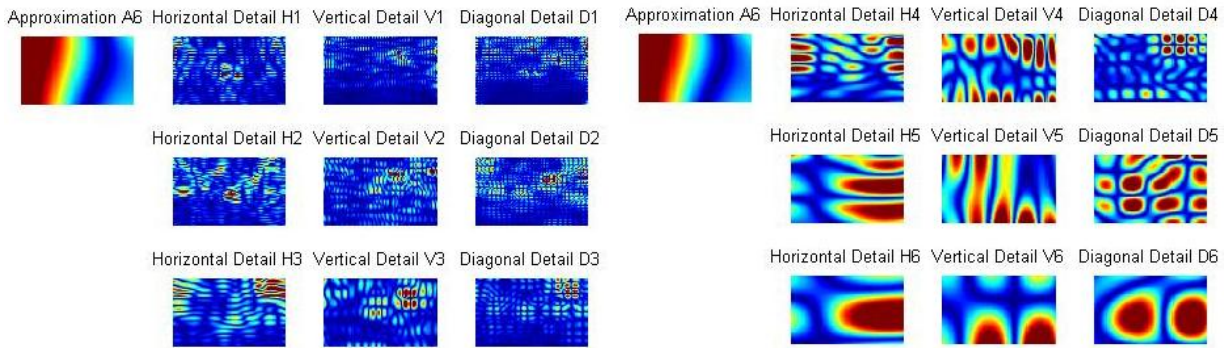 Approximation A6 Horizontal Detail H1 Vertical Detail V1 Diagonal Detail D1
Horizontal Detail H2 Vertical Detail V2 Diagonal Detail D2
Horizontal Detail H3 Vertical Detail V3 Diagonal Detail D3
Approximation A6 Horizontal Detail H4 Vertical Detail V4 Diagonal Detail D4
Horizontal Detail H5 Vertical Detail V5 Diagonal Detail D5
Horizontal Detail H6 Vertical Detail V6 Diagonal Detail D6